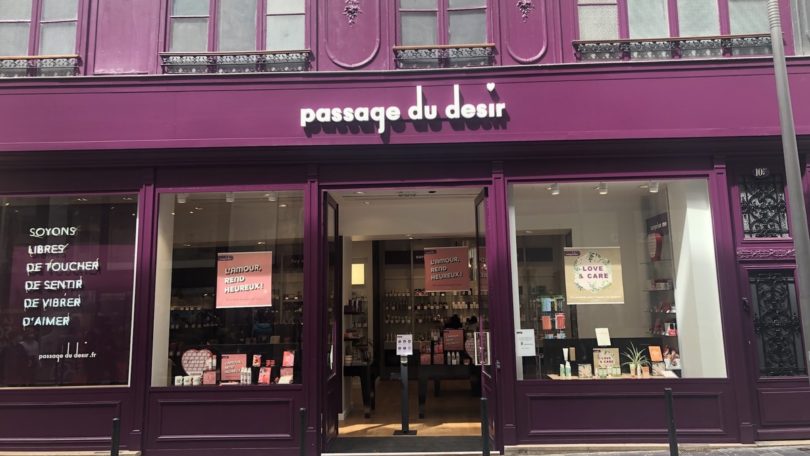 passage du desir
SOYONS
LIBRES
DE TOUCHER
DE SENTIR
DE VIBRER
D'AIMER
passage du desir.fr
L'AMOUR,
REND
HEUREUX!
L'AMOUR,
REND
HEUREUX!
LOVE
& CARE